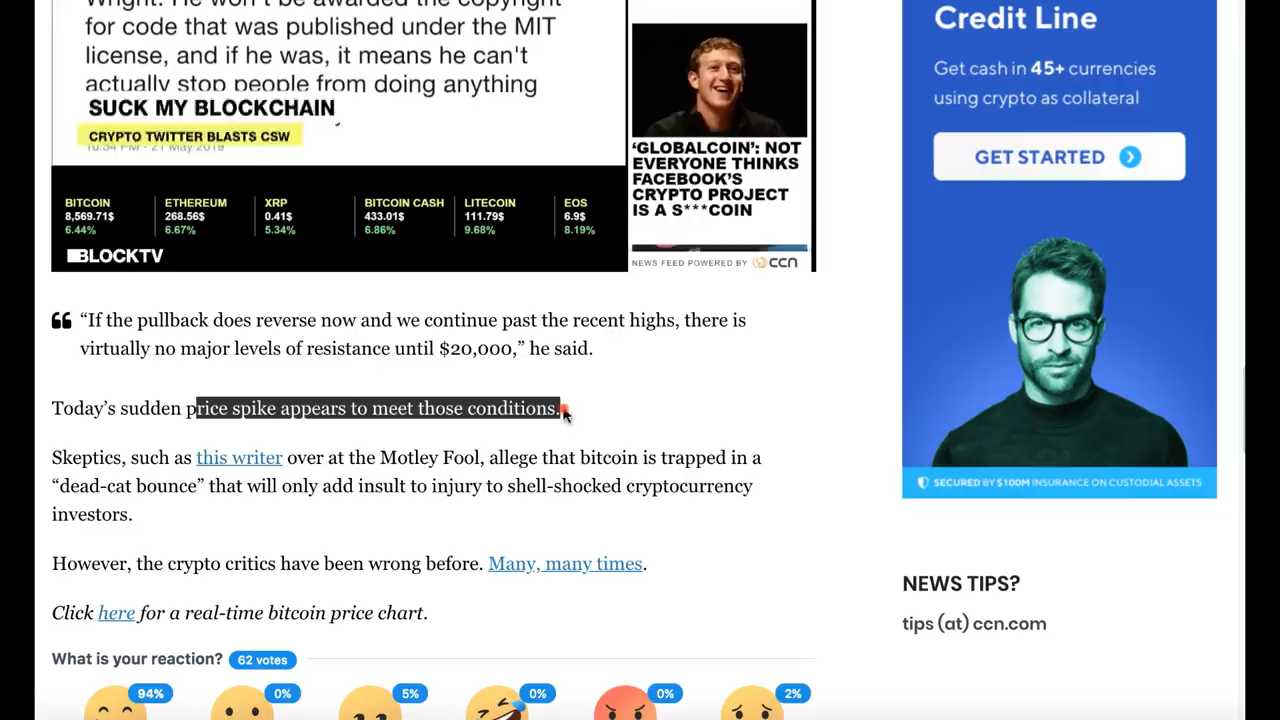 Wright. He won't be awarded the copyright
for code that was published under the MIT
license, and if he was, it means he can't
actually stop people from doing anything
SUCK MY BLOCKCHAIN
CRYPTO TWITTER BLASTS CSW
10:34 PM - 21 May 2019
BITCOIN
8,569.71$
6.44%
ETHEREUM
268.56$
6.67%
XRP
0.41$
5.34%
BITCOIN CASH
433.01$
6.86%
LITECOIN
111.79$
9.68%
EOS
6.9$
8.19%
BLOCKTV
‘GLOBALCOIN’: NOT
EVERYONE THINKS
FACEBOOK’S
CRYPTO PROJECT
IS A S***COIN
NEWS FEED POWERED BY CCN
“If the pullback does reverse now and we continue past the recent highs, there is
virtually no major levels of resistance until $20,000,” he said.
Today’s sudden price spike appears to meet those conditions.
Skeptics, such as this writer over at the Motley Fool, allege that bitcoin is trapped in a
“dead-cat bounce” that will only add insult to injury to shell-shocked cryptocurrency
investors.
However, the crypto critics have been wrong before. Many, many times.
Click here for a real-time bitcoin price chart.
What is your reaction? 62 votes
94% 0% 5% 0% 0% 2%
Credit Line
Get cash in 45+ currencies
using crypto as collateral
GET STARTED
SECURED BY $100M INSURANCE ON CUSTODIAL ASSETS
NEWS TIPS?
tips (at) ccn.com